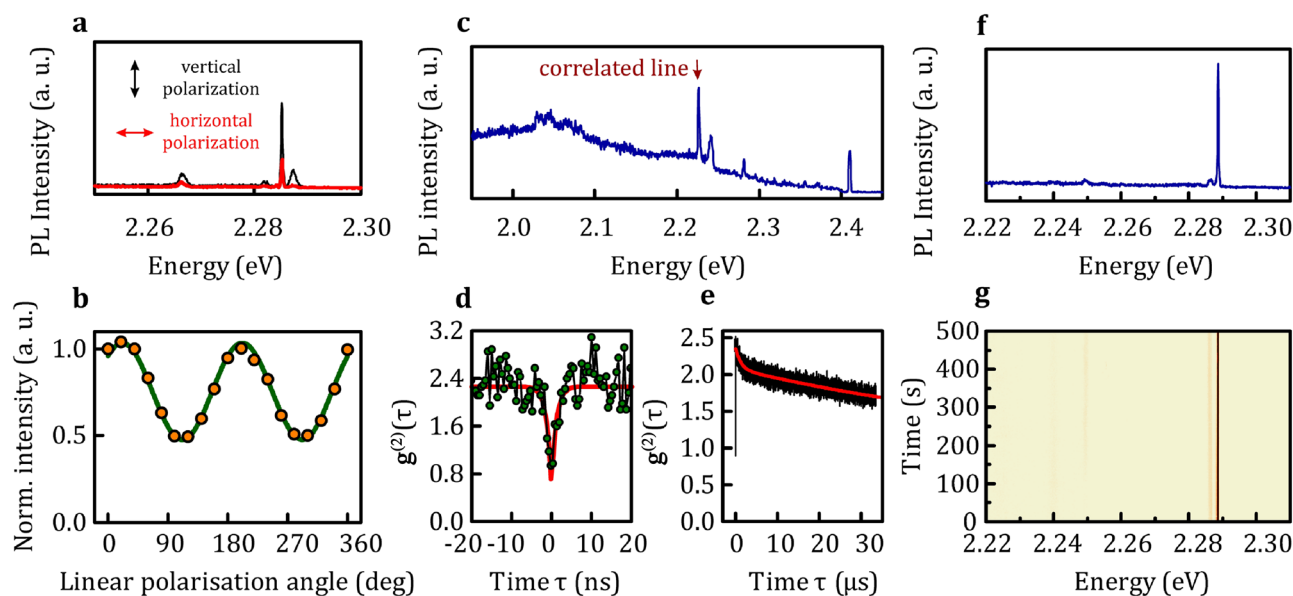 a
PL Intensity (a. u.)
vertical
polarization
horizontal
polarization
2.26 2.28 2.30
Energy (eV)
b
Norm. intensity (a. u.)
1.0
0.5
0.0
0 90 180 270 360
Linear polarisation angle (deg)
c
PL intensity (a. u.)
correlated line
2.0 2.1 2.2 2.3 2.4
Energy (eV)
d
g(2)(τ)
3.2
2.4
1.6
0.8
0.0
-20 -10 0 10 20
Time τ (ns)
e
g(2)(τ)
2.5
2.0
1.5
1.0
0.5
0.0
0 10 20 30
Time τ (μs)
f
PL Intensity (a. u.)
2.22 2.24 2.26 2.28 2.30
Energy (eV)
g
Time (s)
500
400
300
200
100
0
2.22 2.24 2.26 2.28 2.30
Energy (eV)